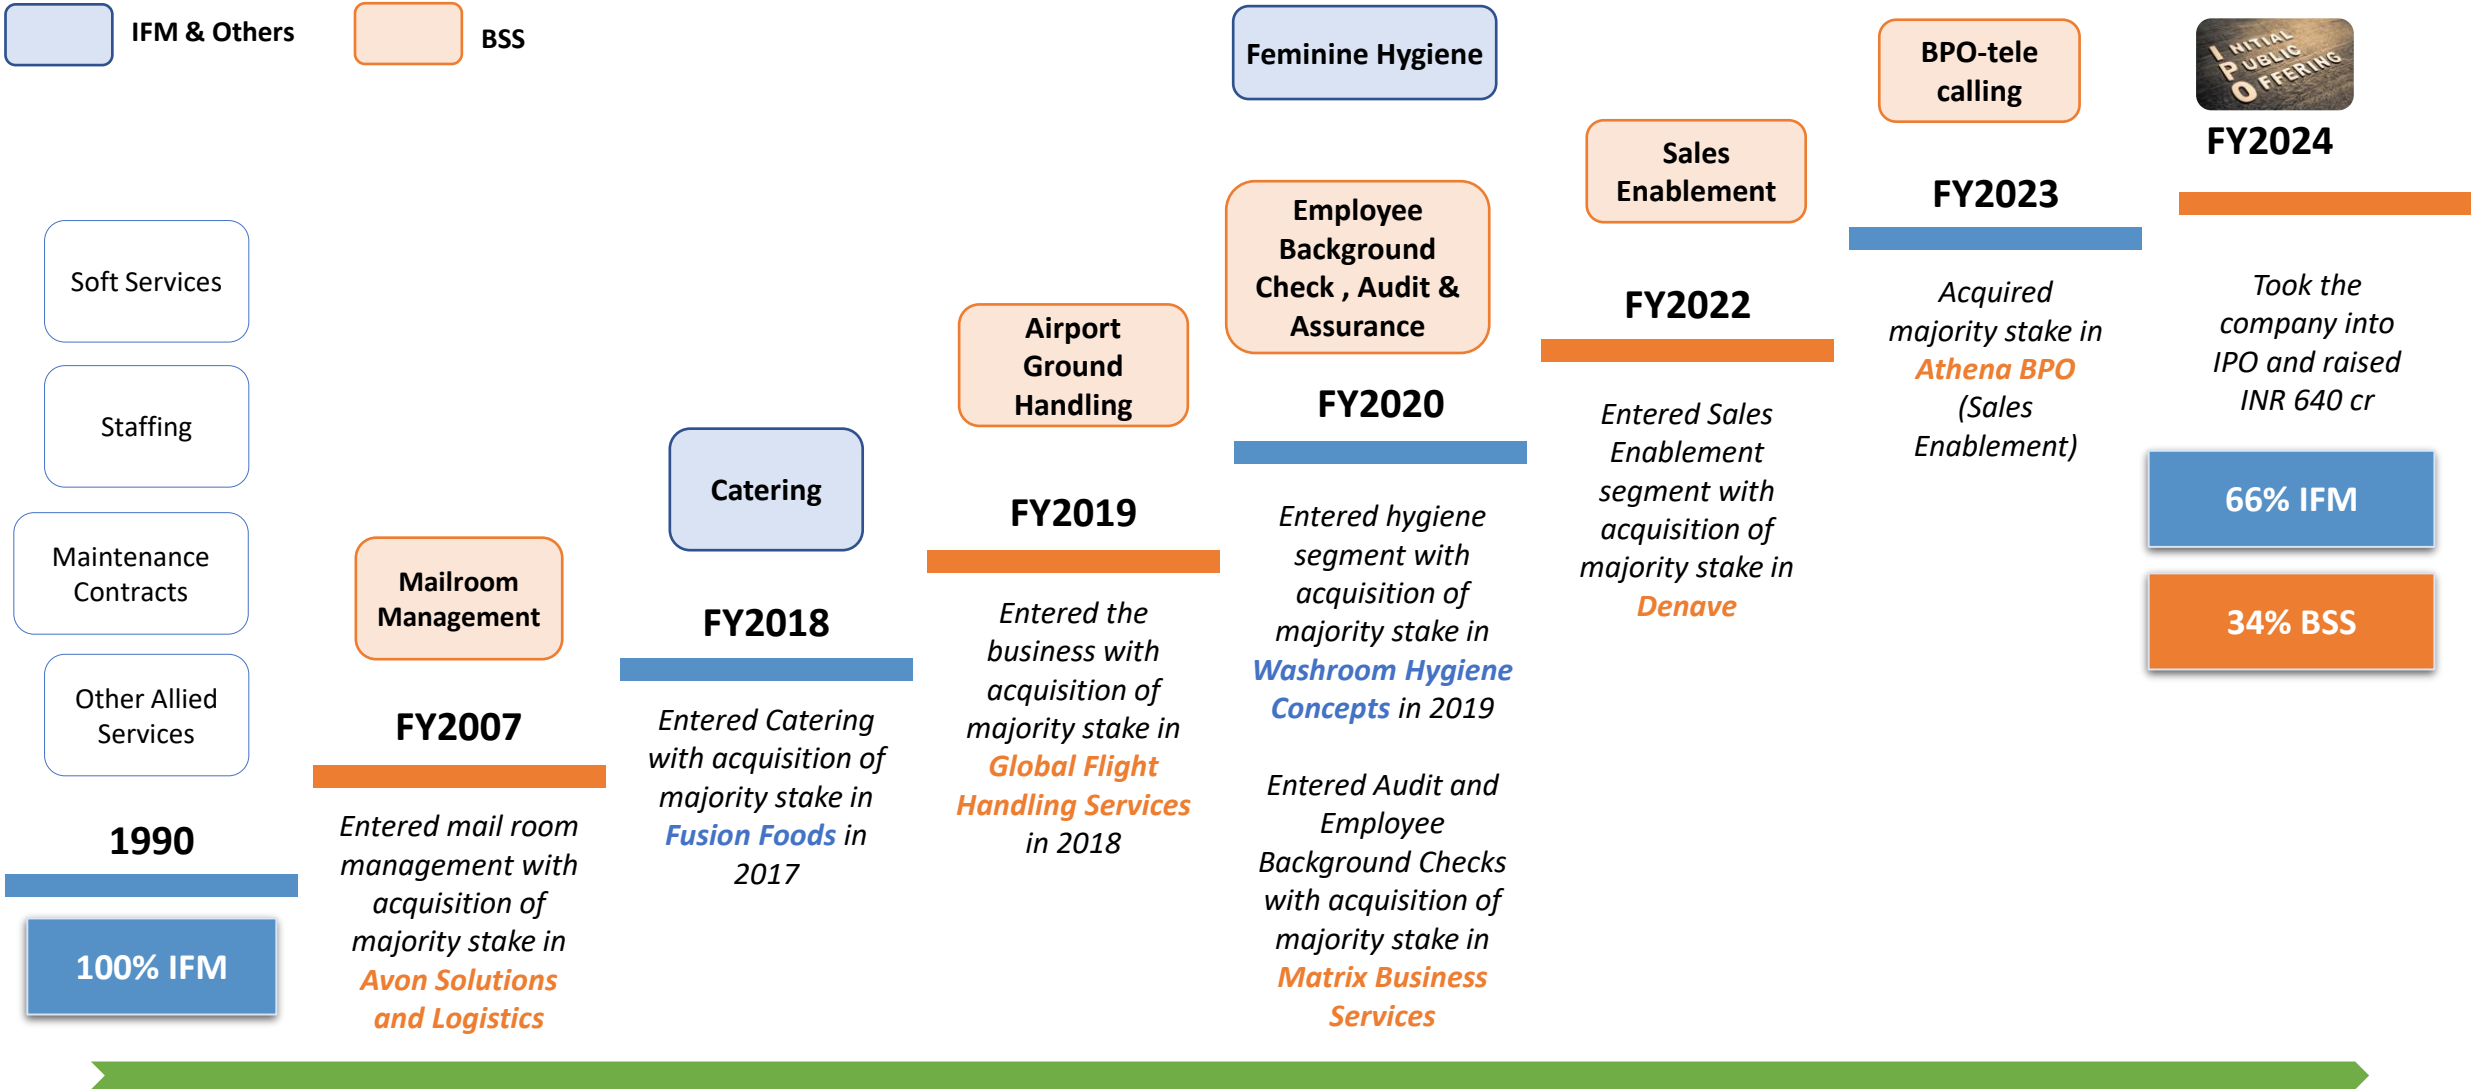 IFM & Others
BSS
Soft Services
Staffing
Maintenance
Contracts
Other Allied
Services
1990
100% IFM
Mailroom
Management
FY2007
Entered mail room
management with
acquisition of
majority stake in
Avon Solutions
and Logistics
Catering
FY2018
Entered Catering
with acquisition of
majority stake in
Fusion Foods in
2017
Airport
Ground
Handling
FY2019
Entered the
business with
acquisition of
majority stake in
Global Flight
Handling Services
in 2018
Feminine Hygiene
Employee
Background
Check , Audit &
Assurance
FY2020
Entered hygiene
segment with
acquisition of
majority stake in
Washroom Hygiene
Concepts in 2019
Entered Audit and
Employee
Background Checks
with acquisition of
majority stake in
Matrix Business
Services
Sales
Enablement
FY2022
Entered Sales
Enablement
segment with
acquisition of
majority stake in
Denave
BPO-tele
calling
FY2023
Acquired
majority stake in
Athena BPO
(Sales
Enablement)
INITIAL
PUBLIC
OFFERING
FY2024
Took the
company into
IPO and raised
INR 640 cr
66% IFM
34% BSS